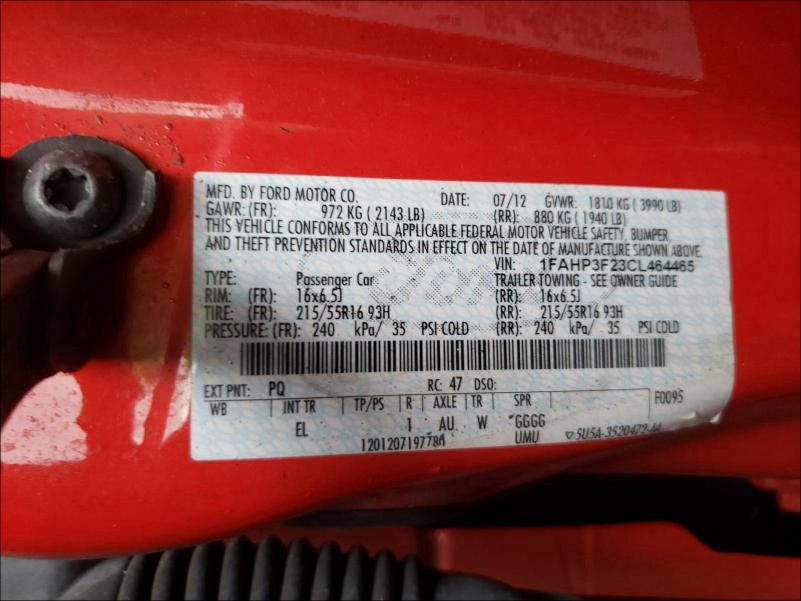 MFD. BY FORD MOTOR CO. DATE: 07/12 GVWR: 1810 KG (3990 LB)
GAWR: (FR): 972 KG (2143 LB) (RR): 880 KG (1940 LB)
THIS VEHICLE CONFORMS TO ALL APPLICABLE FEDERAL MOTOR VEHICLE SAFETY, BUMPER,
AND THEFT PREVENTION STANDARDS IN EFFECT ON THE DATE OF MANUFACTURE SHOWN ABOVE.
VIN: 1FAHP3F23CL464465
TYPE: Passenger Car TRAILER TOWING - SEE OWNER GUIDE
RIM: (FR): 16x6.5J (RR): 16x6.5J
TIRE: (FR): 215/55R16 93H (RR): 215/55R16 93H
PRESSURE: (FR): 240 kPa/ 35 PSI COLD (RR): 240 kPa/ 35 PSI COLD
EXT PNT: PQ RC: 47 DSO:
WB INT TR TP/PS R AXLE TR SPR F0095
EL 1 AU W *GGGG
UMU